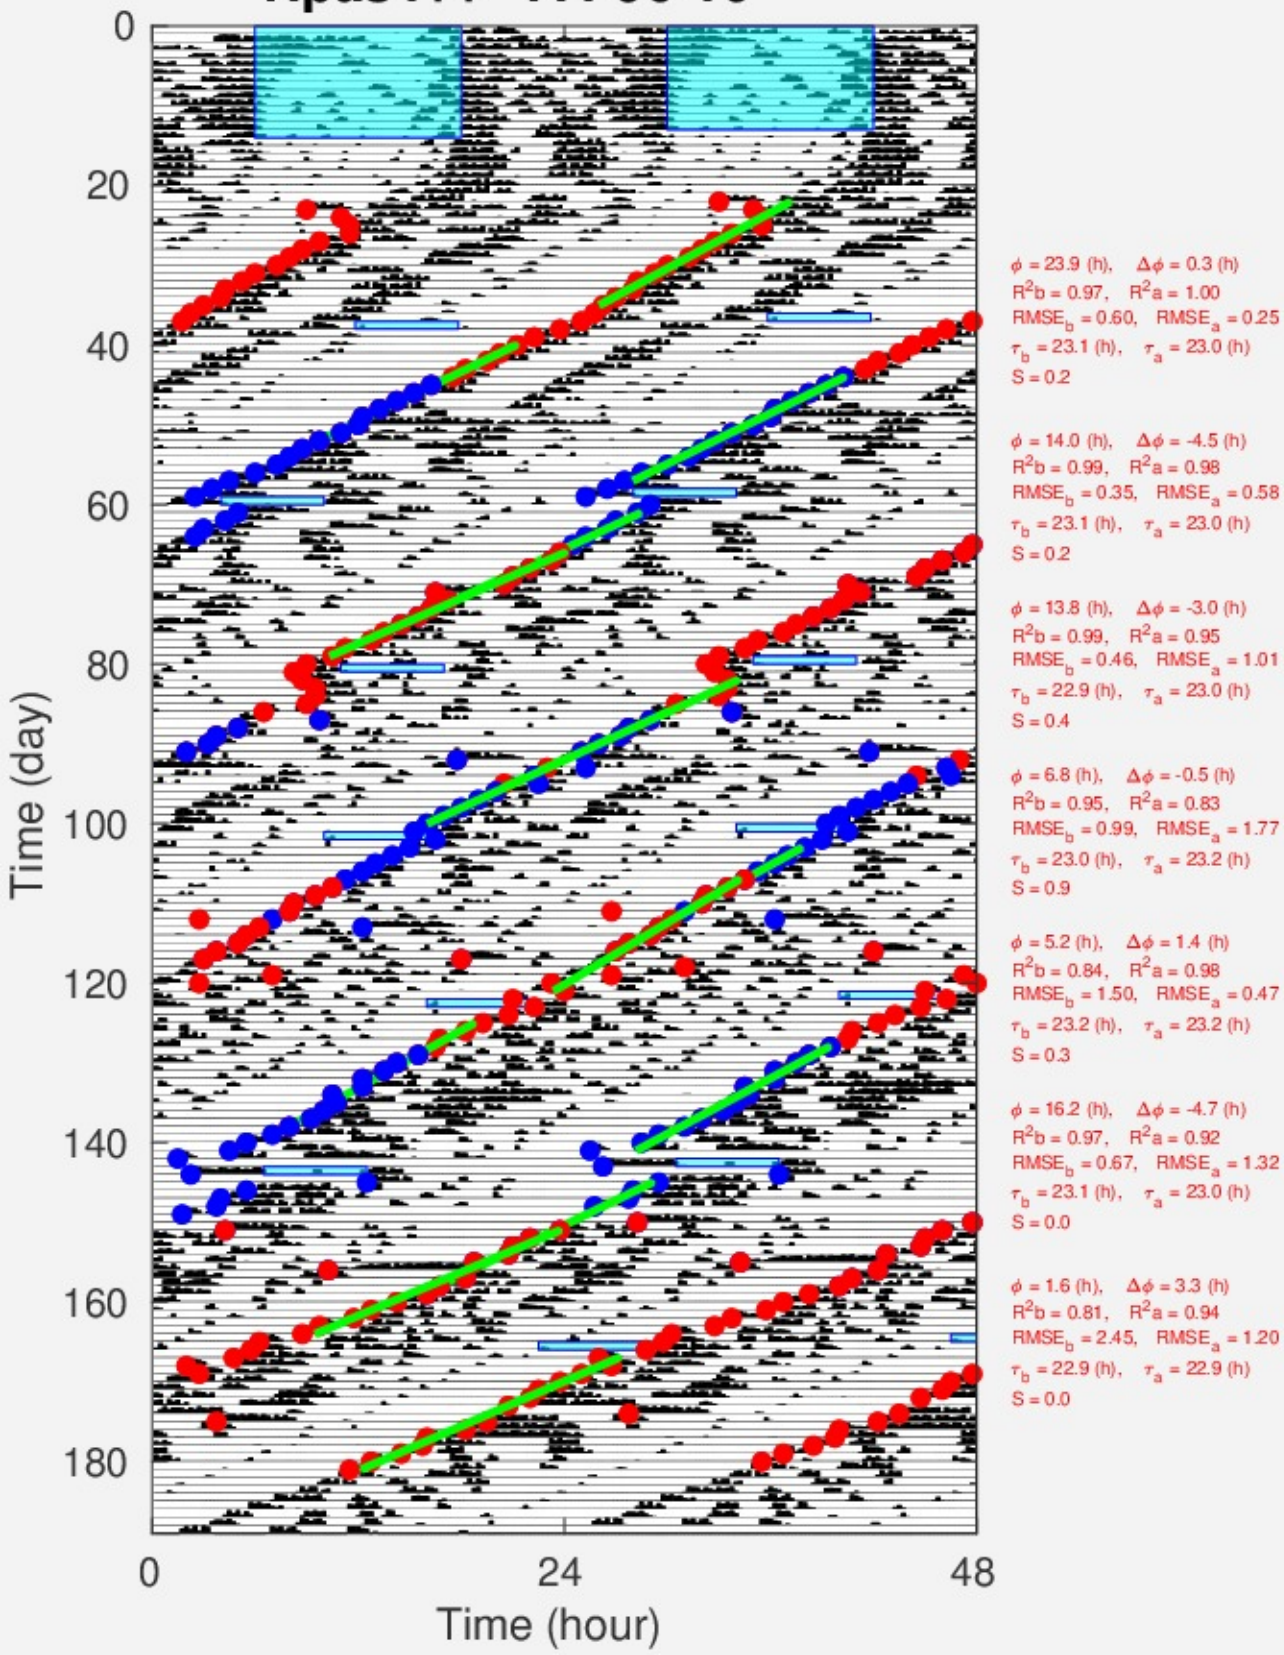 0
20
40
60
80
100
120
140
160
180
Time (day)
0
24
48
Time (hour)
ϕ = 23.9 (h), Δϕ = 0.3 (h)
R²b = 0.97, R²a = 1.00
RMSE_b = 0.60, RMSE_a = 0.25
τ_b = 23.1 (h), τ_a = 23.0 (h)
S = 0.2
ϕ = 14.0 (h), Δϕ = -4.5 (h)
R²b = 0.99, R²a = 0.98
RMSE_b = 0.35, RMSE_a = 0.58
τ_b = 23.1 (h), τ_a = 23.0 (h)
S = 0.2
ϕ = 13.8 (h), Δϕ = -3.0 (h)
R²b = 0.99, R²a = 0.95
RMSE_b = 0.46, RMSE_a = 1.01
τ_b = 22.9 (h), τ_a = 23.0 (h)
S = 0.4
ϕ = 6.8 (h), Δϕ = -0.5 (h)
R²b = 0.95, R²a = 0.83
RMSE_b = 0.99, RMSE_a = 1.77
τ_b = 23.0 (h), τ_a = 23.2 (h)
S = 0.9
ϕ = 5.2 (h), Δϕ = 1.4 (h)
R²b = 0.84, R²a = 0.98
RMSE_b = 1.50, RMSE_a = 0.47
τ_b = 23.2 (h), τ_a = 23.2 (h)
S = 0.3
ϕ = 16.2 (h), Δϕ = -4.7 (h)
R²b = 0.97, R²a = 0.92
RMSE_b = 0.67, RMSE_a = 1.32
τ_b = 23.1 (h), τ_a = 23.0 (h)
S = 0.0
ϕ = 1.6 (h), Δϕ = 3.3 (h)
R²b = 0.81, R²a = 0.94
RMSE_b = 2.45, RMSE_a = 1.20
τ_b = 22.9 (h), τ_a = 22.9 (h)
S = 0.0